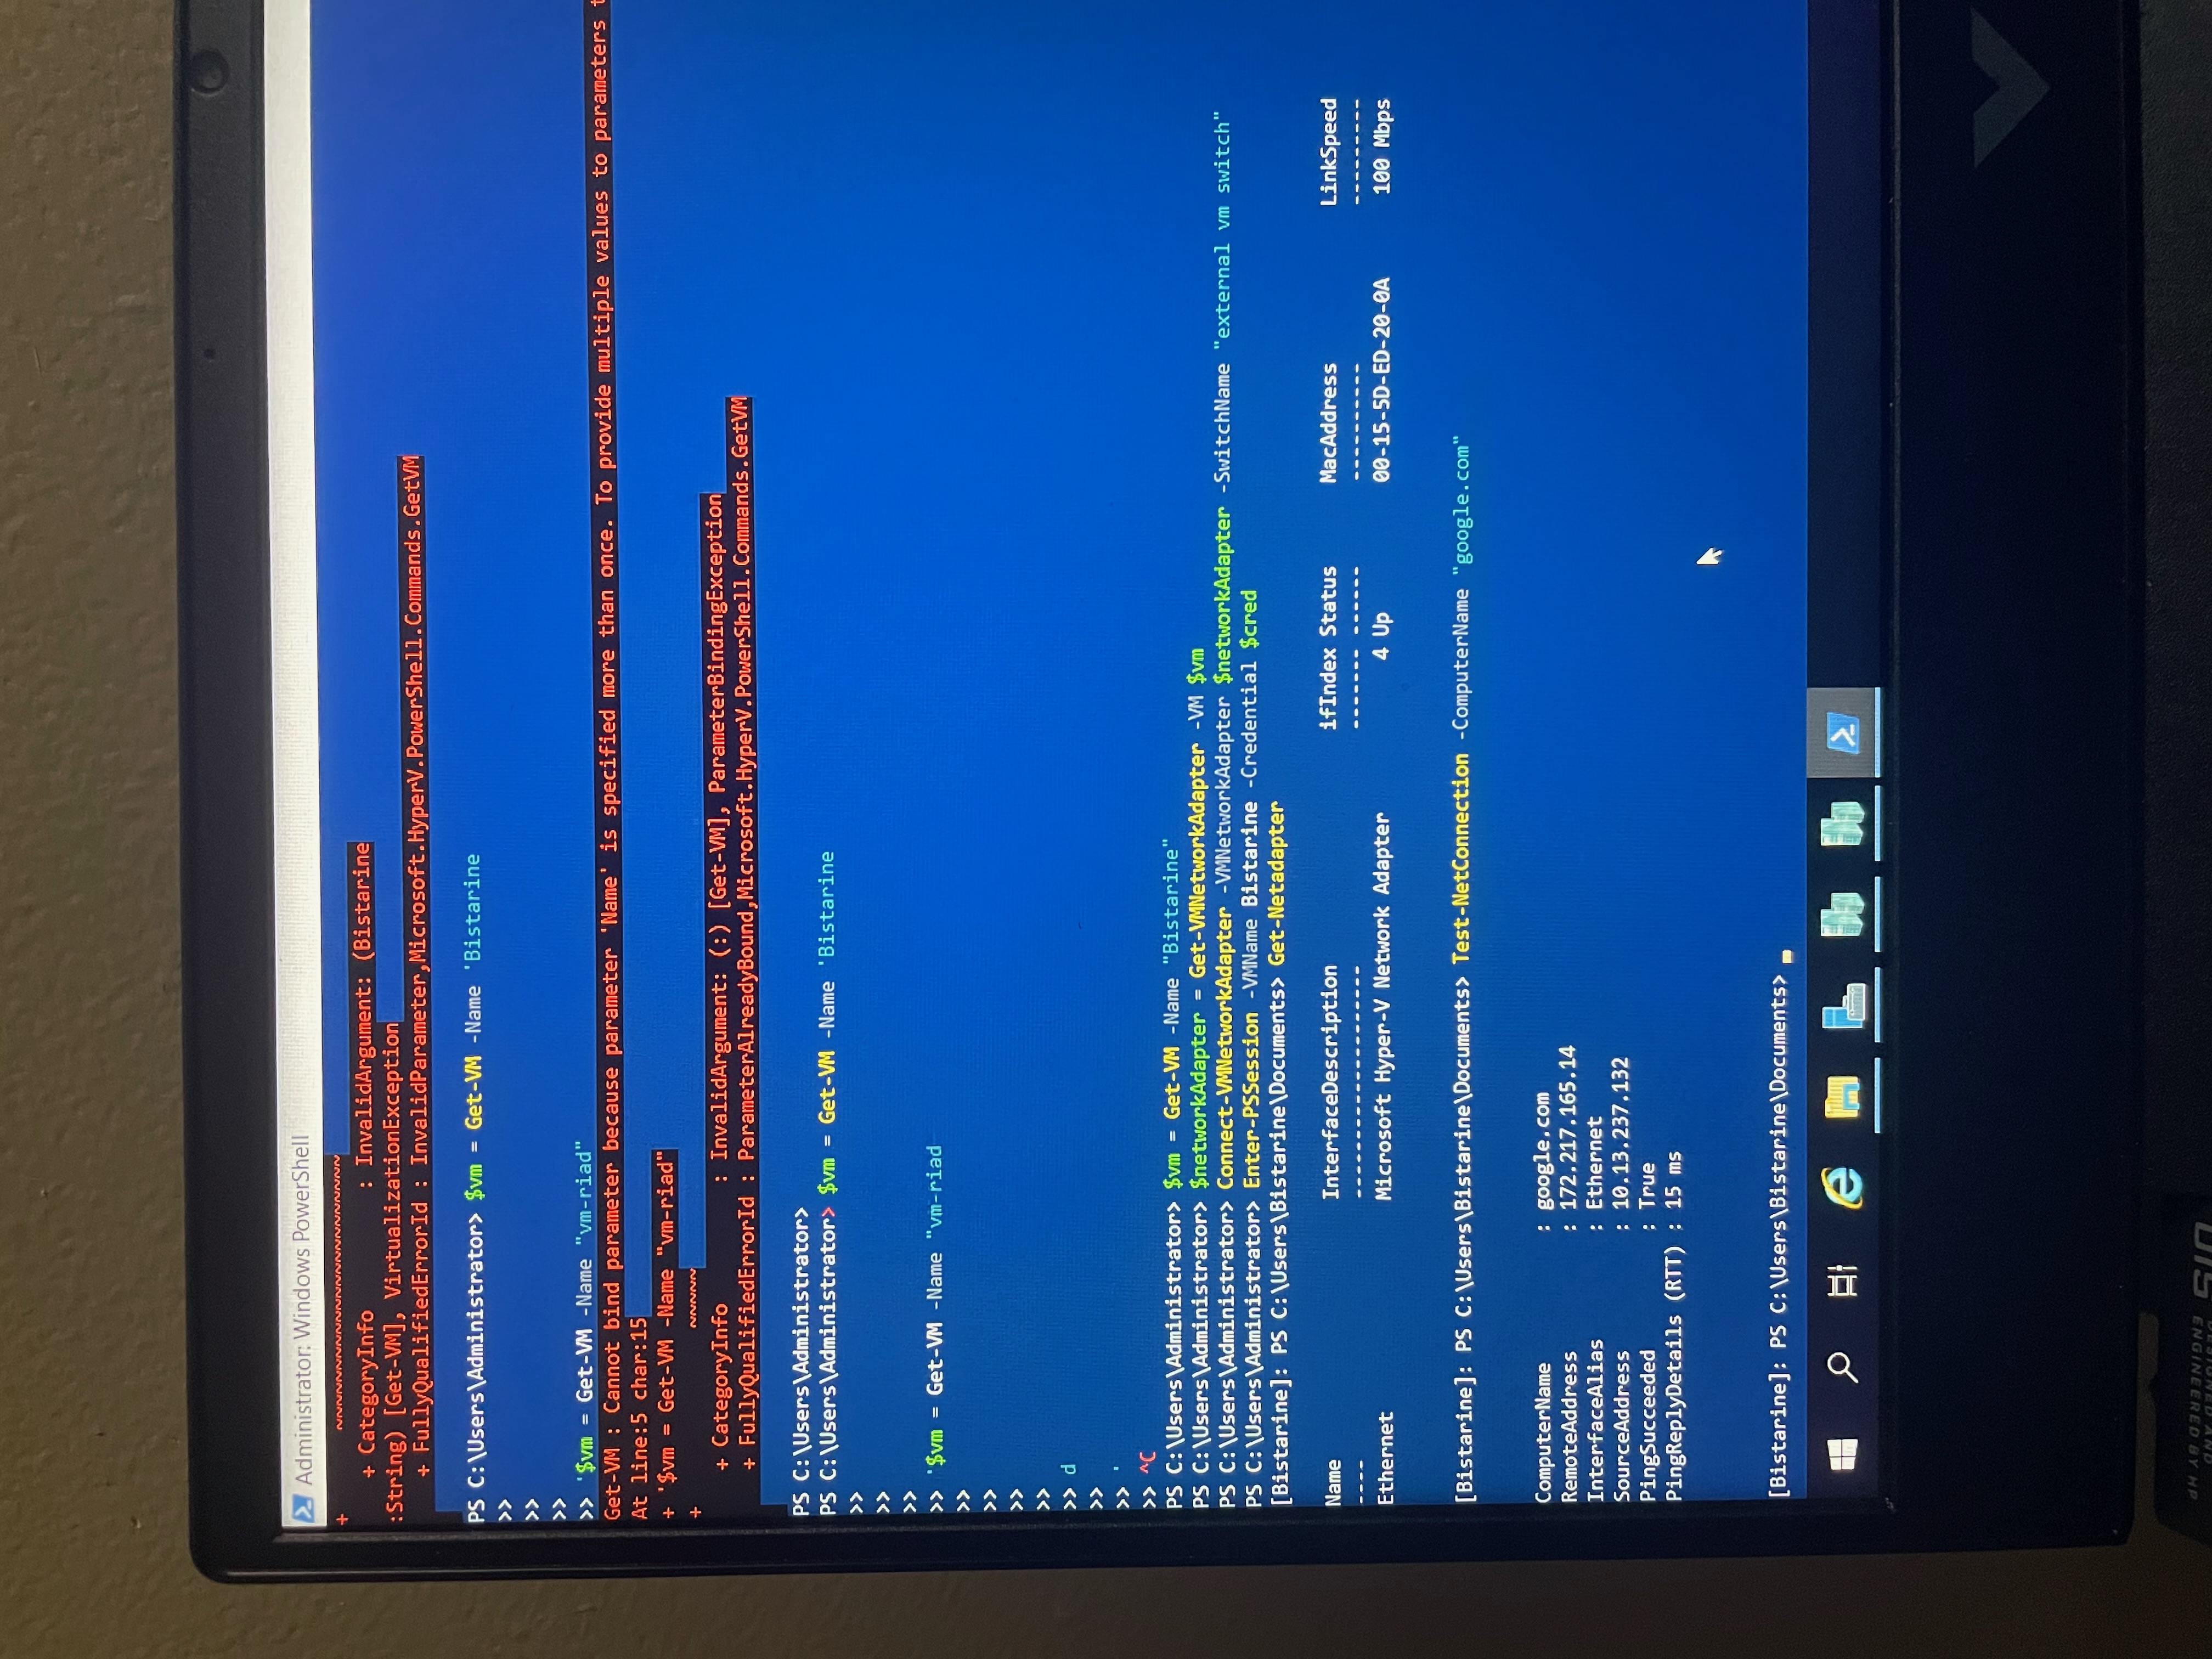 Administrator: Windows PowerShell
+ ~~~~~~~~~~~~~~~~~~~~~~~
+ CategoryInfo : InvalidArgument: (Bistarine
:String) [Get-VM], VirtualizationException
+ FullyQualifiedErrorId : InvalidParameter,Microsoft.HyperV.PowerShell.Commands.GetVM
PS C:\Users\Administrator> $vm = Get-VM -Name 'Bistarine
>>
>>
>>
>> '$vm = Get-VM -Name "vm-riad"
Get-VM : Cannot bind parameter because parameter 'Name' is specified more than once. To provide multiple values to parameters t
At line:5 char:15
+ '$vm = Get-VM -Name "vm-riad"
+ ~~~~~
+ CategoryInfo : InvalidArgument: (:) [Get-VM], ParameterBindingException
+ FullyQualifiedErrorId : ParameterAlreadyBound,Microsoft.HyperV.PowerShell.Commands.GetVM
PS C:\Users\Administrator>
PS C:\Users\Administrator> $vm = Get-VM -Name 'Bistarine
>>
>>
>>
>> '$vm = Get-VM -Name "vm-riad
>>
>>
>>
>>
>> d
>>
>> '
>> ^C
PS C:\Users\Administrator> $vm = Get-VM -Name "Bistarine"
PS C:\Users\Administrator> $networkAdapter = Get-VMNetworkAdapter -VM $vm
PS C:\Users\Administrator> Connect-VMNetworkAdapter -VMNetworkAdapter $networkAdapter -SwitchName "external vm switch"
PS C:\Users\Administrator> Enter-PSSession -VMName Bistarine -Credential $cred
[Bistarine]: PS C:\Users\Bistarine\Documents> Get-Netadapter
Name InterfaceDescription ifIndex Status MacAddress LinkSpeed
---- -------------------- ------- ------ ---------- ---------
Ethernet Microsoft Hyper-V Network Adapter 4 Up 00-15-5D-ED-20-0A 100 Mbps
[Bistarine]: PS C:\Users\Bistarine\Documents> Test-NetConnection -ComputerName "google.com"
ComputerName : google.com
RemoteAddress : 172.217.165.14
InterfaceAlias : Ethernet
SourceAddress : 10.13.237.132
PingSucceeded : True
PingReplyDetails (RTT) : 15 ms
[Bistarine]: PS C:\Users\Bistarine\Documents>
DESIGNED AND
ENGINEERED BY HP